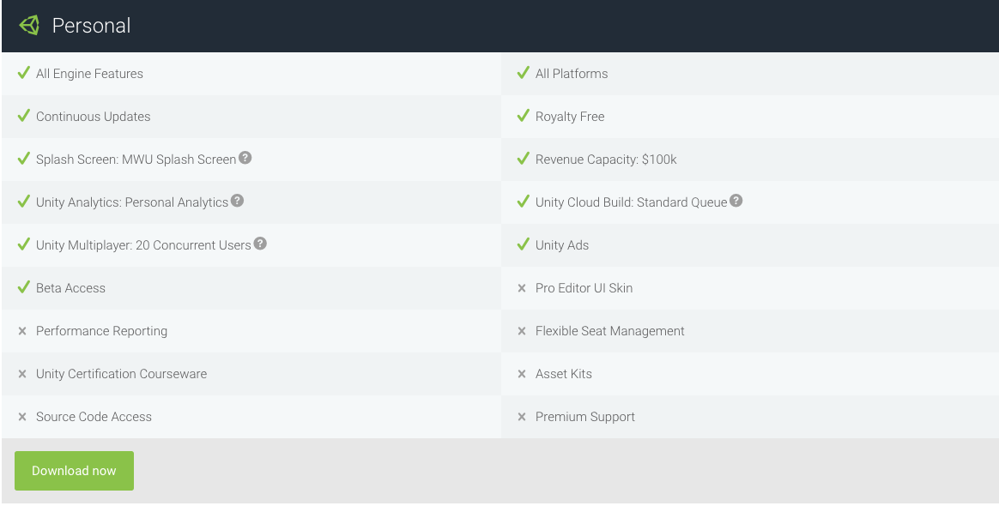 Personal
All Engine Features
All Platforms
Continuous Updates
Royalty Free
Splash Screen: MWU Splash Screen ?
Revenue Capacity: $100k
Unity Analytics: Personal Analytics ?
Unity Cloud Build: Standard Queue ?
Unity Multiplayer: 20 Concurrent Users ?
Unity Ads
Beta Access
Pro Editor UI Skin
Performance Reporting
Flexible Seat Management
Unity Certification Courseware
Asset Kits
Source Code Access
Premium Support
Download now